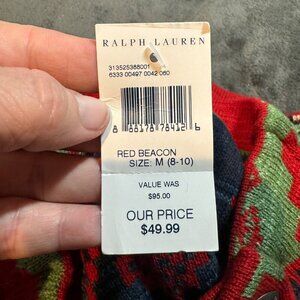 RALPH LAUREN
313525388001
6333 00497 0042 060
RED BEACON
SIZE: M (8-10)
VALUE WAS
$95.00
OUR PRICE
$49.99